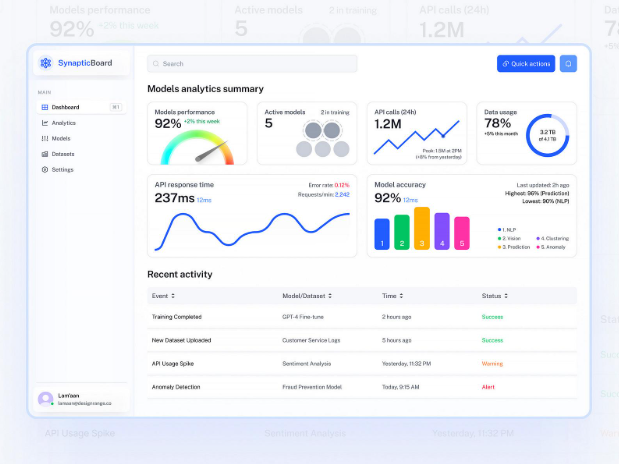 Models performance
92% +2% this week
Active models 2 in training
5
API calls (24h)
1.2M
SynapticBoard
Search
Quick actions
MAIN
Dashboard ⌘1
Analytics
Models
Datasets
Settings
Models analytics summary
Models performance
92% +2% this week
Active models 2 in training
5
API calls (24h)
1.2M
Peak: 1.5M at 2PM
(+8% from yesterday)
Data usage
78%
+5% this month
3.2 TB
of 4.1 TB
API response time
237ms 12ms
Error rate: 0.12%
Requests/min: 2,242
Model accuracy
92% 12ms
Last updated: 2h ago
Highest: 96% (Prediction)
Lowest: 90% (NLP)
1 2 3 4 5
1. NLP
2. Vision 4. Clustering
3. Prediction 5. Anomaly
Recent activity
Event Model/Dataset Time Status
Training Completed GPT-4 Fine-tune 2 hours ago Success
New Dataset Uploaded Customer Service Logs 5 hours ago Success
API Usage Spike Sentiment Analysis Yesterday, 11:32 PM Warning
Anomaly Detection Fraud Prevention Model Today, 9:15 AM Alert
API Usage Spike Sentiment Analysis Yesterday, 11:32 PM